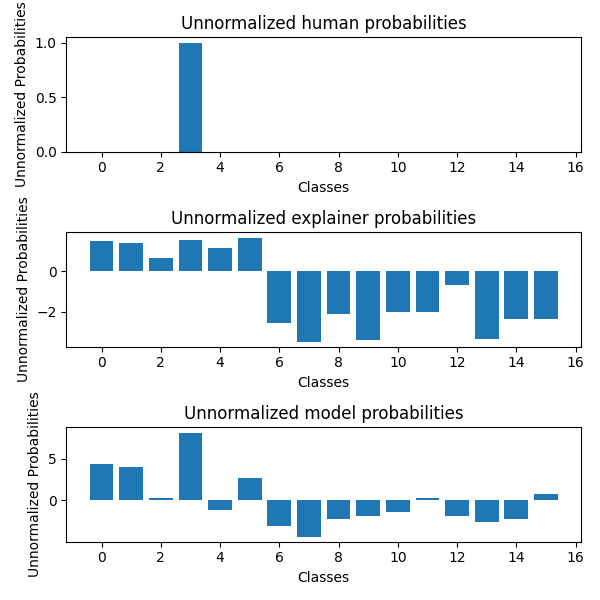 Unnormalized human probabilities
Unnormalized Probabilities
1.0
0.5
0.0
0 2 4 6 8 10 12 14 16
Classes
Unnormalized explainer probabilities
Unnormalized Probabilities
0
−2
0 2 4 6 8 10 12 14 16
Classes
Unnormalized model probabilities
Unnormalized Probabilities
5
0
0 2 4 6 8 10 12 14 16
Classes